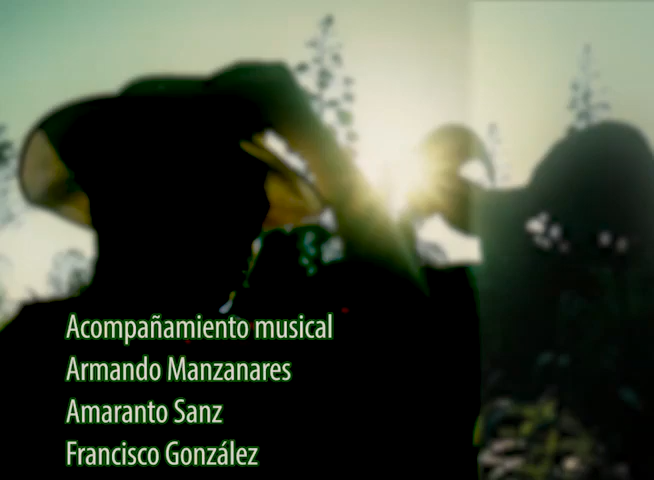 Acompañamiento musical
Armando Manzanares
Amaranto Sanz
Francisco González